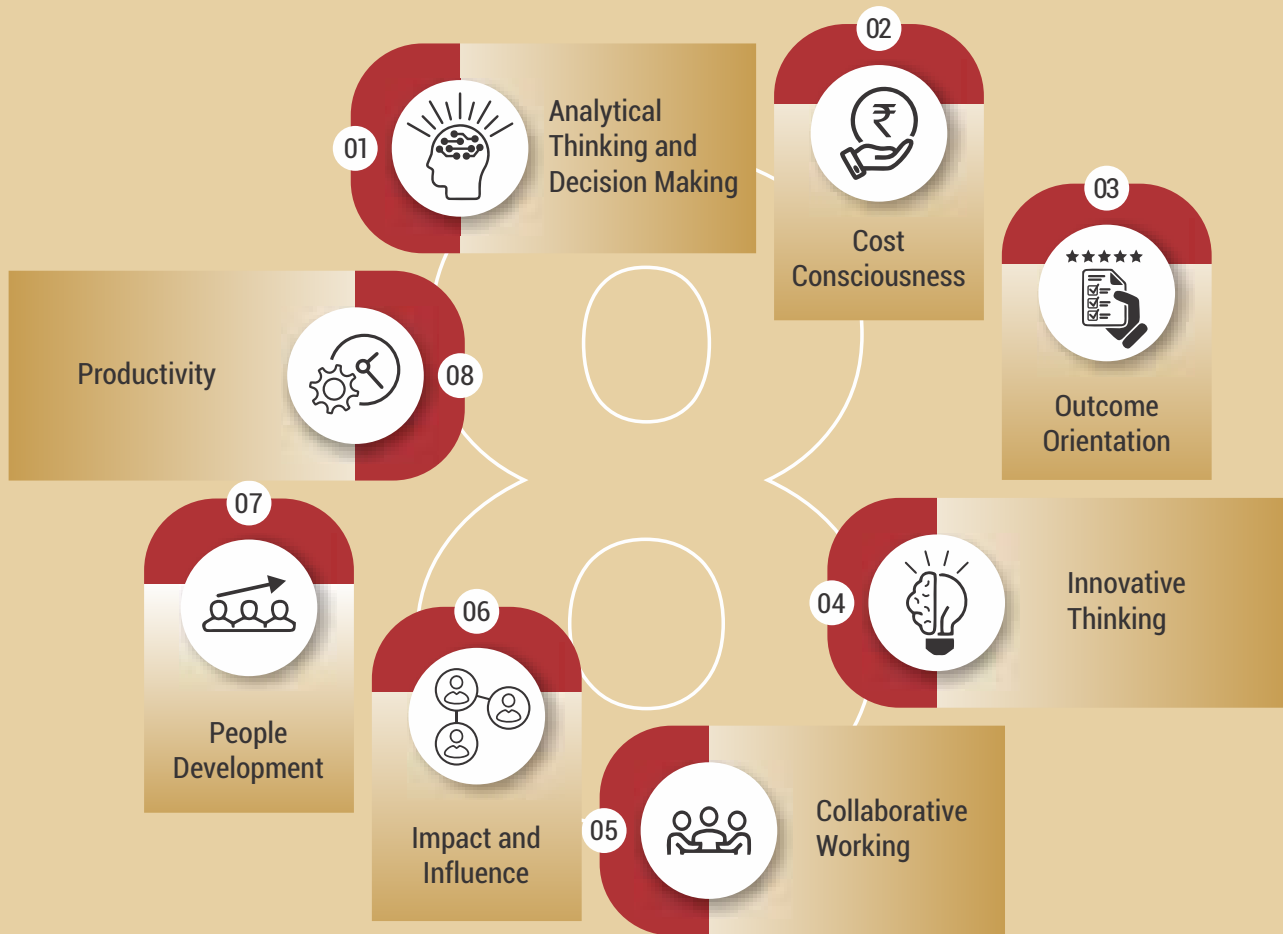 01
Analytical
Thinking and
Decision Making
02
₹
Cost
Consciousness
03
Outcome
Orientation
04
Innovative
Thinking
05
Collaborative
Working
06
Impact and
Influence
07
People
Development
08
Productivity